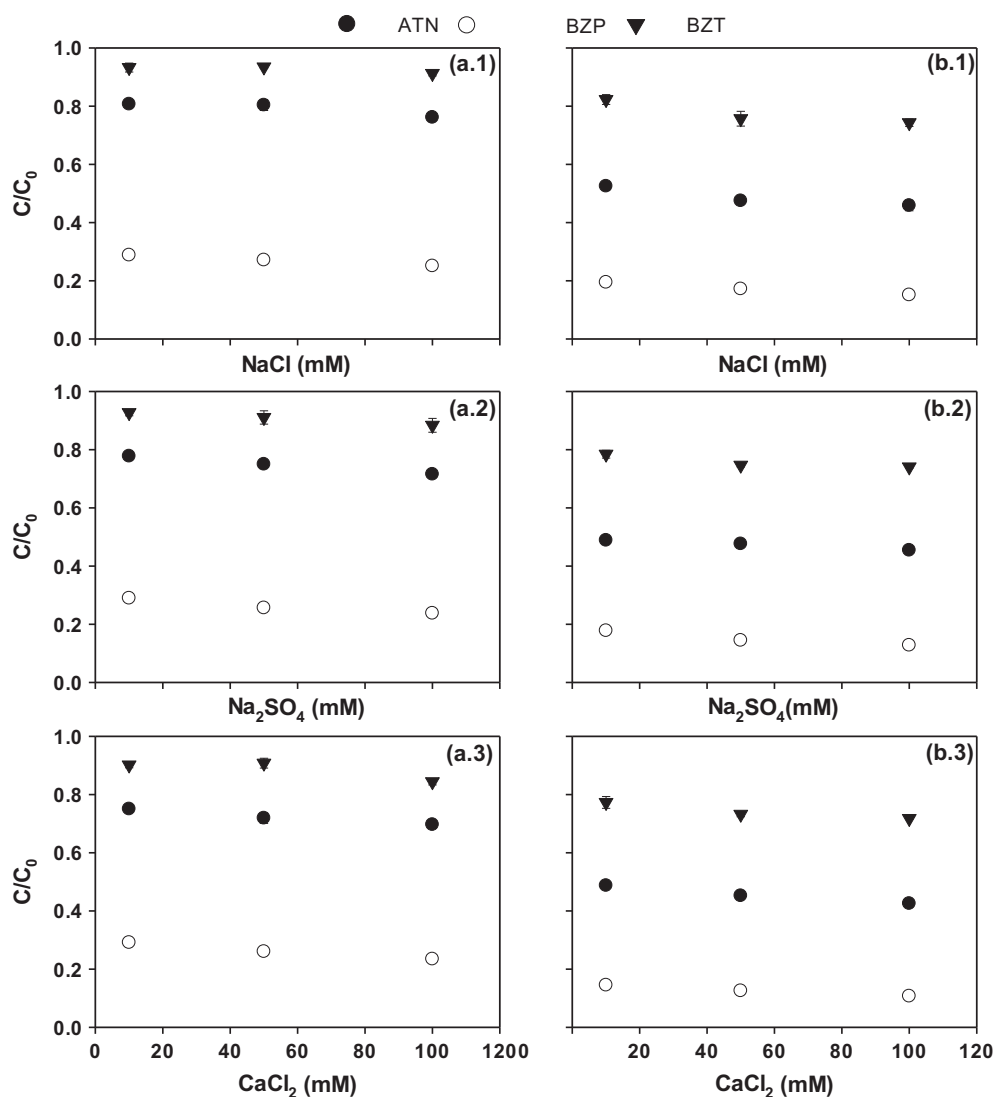 ATN BZP BZT
1.0 (a.1) (b.1)
0.8
0.6
C/C₀
0.4
0.2
0.0
NaCl (mM) NaCl (mM)
1.0 (a.2) (b.2)
0.8
0.6
C/C₀
0.4
0.2
0.0
Na₂SO₄ (mM) Na₂SO₄(mM)
1.0 (a.3) (b.3)
0.8
0.6
C/C₀
0.4
0.2
0.0
0 20 40 60 80 100 1200 20 40 60 80 100 120
CaCl₂ (mM) CaCl₂ (mM)